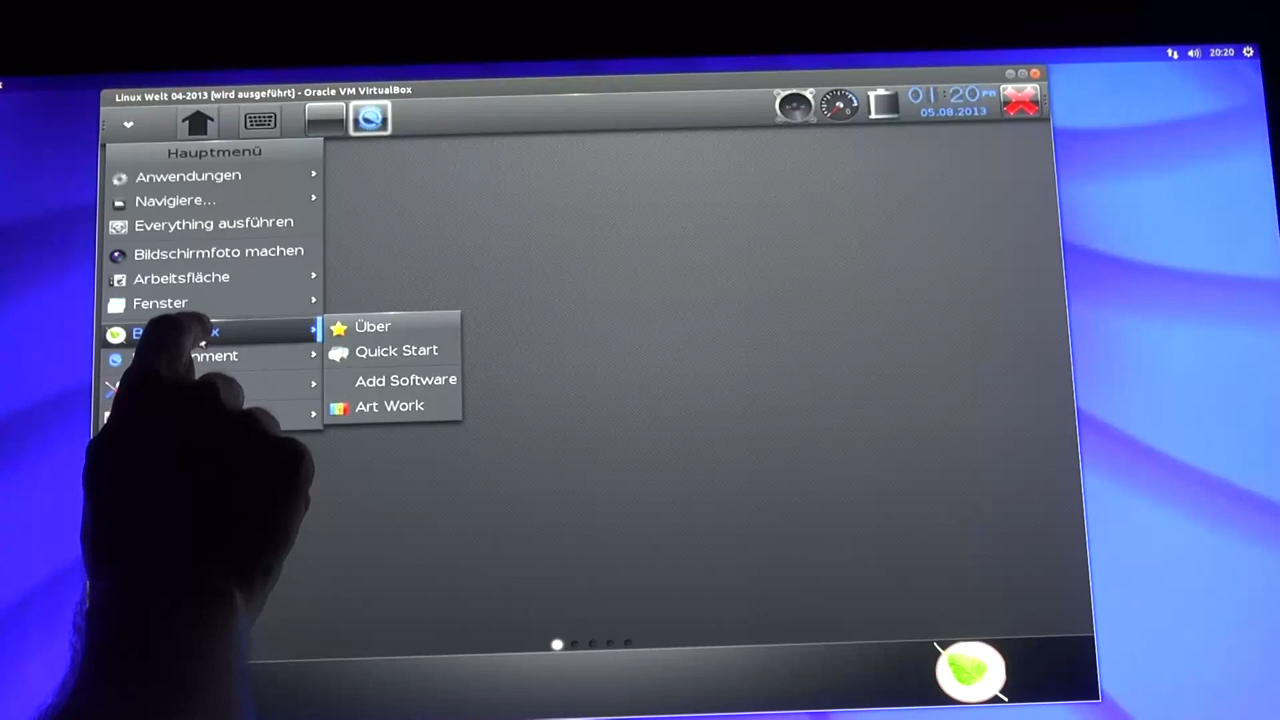 20:20
Linux Welt 04-2013 [wird ausgeführt] - Oracle VM VirtualBox
01:20 PM
05.08.2013
Hauptmenü
Anwendungen
Navigiere...
Everything ausführen
Bildschirmfoto machen
Arbeitsfläche
Fenster
Über
Quick Start
Add Software
Art Work